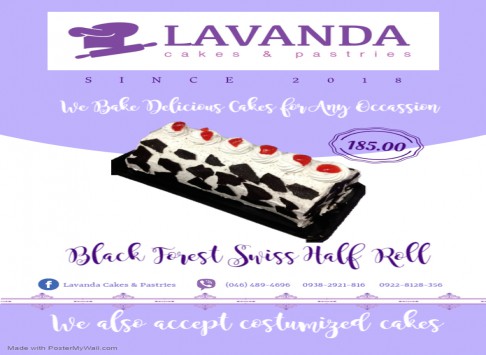 LAVANDA
cakes & pastries
SINCE 2018
We Bake Delicious Cakes for Any Occassion
185.00
Black Forest Swiss Half Roll
Lavanda Cakes & Pastries (046) 489-4696 0938-2921-816 0922-8128-356
We also accept costumized cakes
Made with PosterMyWall.com